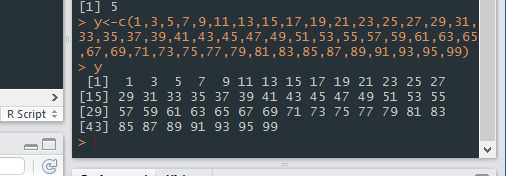 [1] 5
> y<-c(1,3,5,7,9,11,13,15,17,19,21,23,25,27,29,31,
33,35,37,39,41,43,45,47,49,51,53,55,57,59,61,63,65
,67,69,71,73,75,77,79,81,83,85,87,89,91,93,95,99)
> y
[1] 1 3 5 7 9 11 13 15 17 19 21 23 25 27
[15] 29 31 33 35 37 39 41 43 45 47 49 51 53 55
[29] 57 59 61 63 65 67 69 71 73 75 77 79 81 83
[43] 85 87 89 91 93 95 99
>
R Script